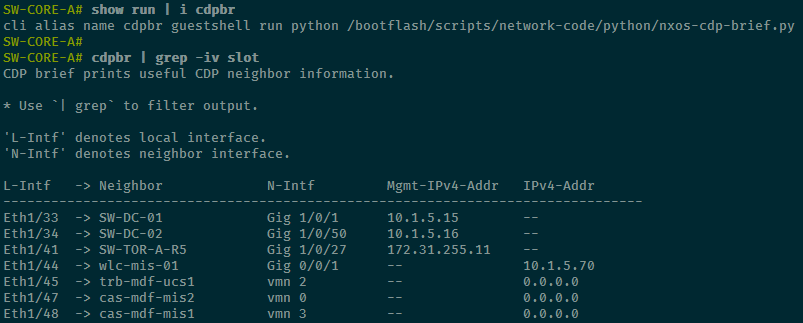 SW-CORE-A# show run | i cdpbr
cli alias name cdpbr guestshell run python /bootflash/scripts/network-code/python/nxos-cdp-brief.py
SW-CORE-A#
SW-CORE-A# cdpbr | grep -iv slot
CDP brief prints useful CDP neighbor information.

* Use `| grep` to filter output.

'L-Intf' denotes local interface.
'N-Intf' denotes neighbor interface.

L-Intf   -> Neighbor             N-Intf         Mgmt-IPv4-Addr   IPv4-Addr
--------------------------------------------------------------------------------
Eth1/33  -> SW-DC-01             Gig 1/0/1      10.1.5.15        --
Eth1/34  -> SW-DC-02             Gig 1/0/50     10.1.5.16        --
Eth1/41  -> SW-TOR-A-R5          Gig 1/0/27     172.31.255.11    --
Eth1/44  -> wlc-mis-01           Gig 0/0/1      --               10.1.5.70
Eth1/45  -> trb-mdf-ucs1         vmn 2          --               0.0.0.0
Eth1/47  -> cas-mdf-mis2         vmn 0          --               0.0.0.0
Eth1/48  -> cas-mdf-mis1         vmn 3          --               0.0.0.0